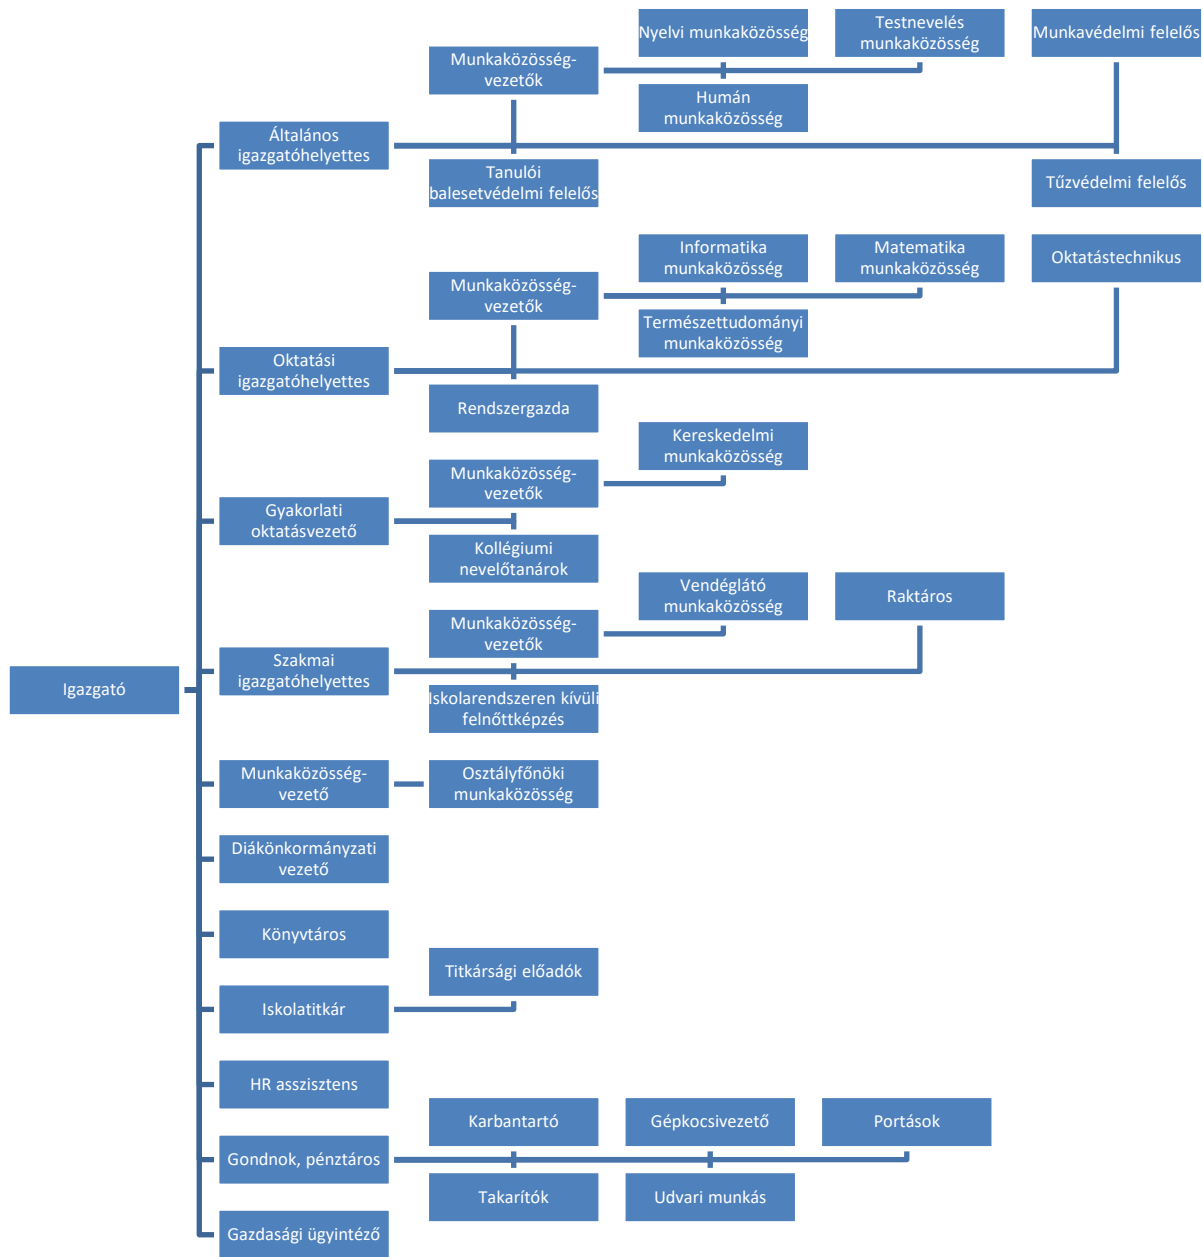 Nyelvi munkaközösség
Testnevelés
munkaközösség
Munkavédelmi felelős
Munkaközösség-
vezetők
Humán
munkaközösség
Általános
igazgatóhelyettes
Tanulói
balesetvédelmi felelős
Tűzvédelmi felelős
Informatika
munkaközösség
Matematika
munkaközösség
Oktatástechnikus
Munkaközösség-
vezetők
Természettudományi
munkaközösség
Oktatási
igazgatóhelyettes
Rendszergazda
Kereskedelmi
munkaközösség
Munkaközösség-
vezetők
Gyakorlati
oktatásvezető
Kollégiumi
nevelőtanárok
Vendéglátó
munkaközösség
Raktáros
Munkaközösség-
vezetők
Szakmai
igazgatóhelyettes
Igazgató
Iskolarendszeren kívüli
felnőttképzés
Munkaközösség-
vezető
Osztályfőnöki
munkaközösség
Diákönkormányzati
vezető
Könyvtáros
Titkársági előadók
Iskolatitkár
HR asszisztens
Karbantartó
Gépkocsivezető
Portások
Gondnok, pénztáros
Takarítók
Udvari munkás
Gazdasági ügyintéző